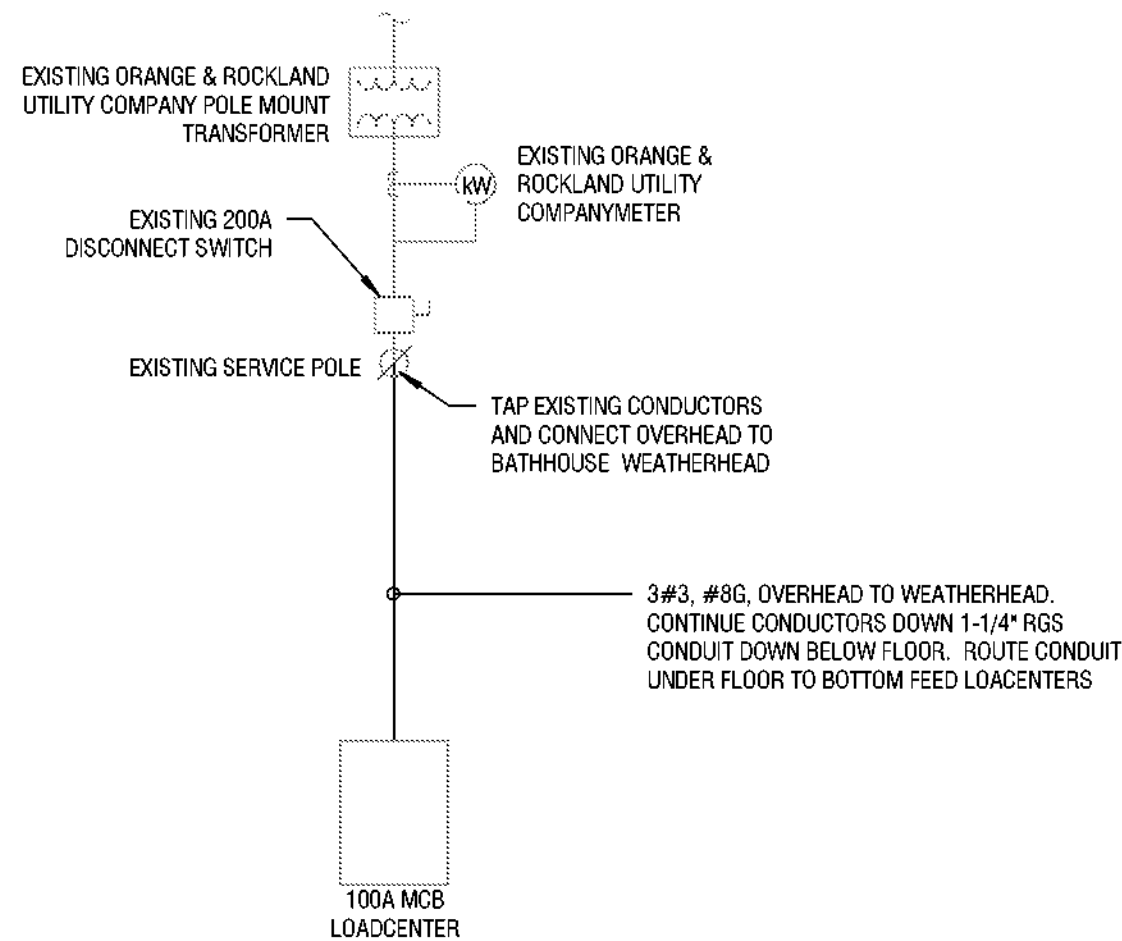 EXISTING ORANGE & ROCKLAND
UTILITY COMPANY POLE MOUNT
TRANSFORMER
EXISTING ORANGE &
ROCKLAND UTILITY
COMPANYMETER
kW
EXISTING 200A
DISCONNECT SWITCH
EXISTING SERVICE POLE
TAP EXISTING CONDUCTORS
AND CONNECT OVERHEAD TO
BATHHOUSE WEATHERHEAD
3#3, #8G, OVERHEAD TO WEATHERHEAD.
CONTINUE CONDUCTORS DOWN 1-1/4" RGS
CONDUIT DOWN BELOW FLOOR. ROUTE CONDUIT
UNDER FLOOR TO BOTTOM FEED LOACENTERS
100A MCB
LOADCENTER